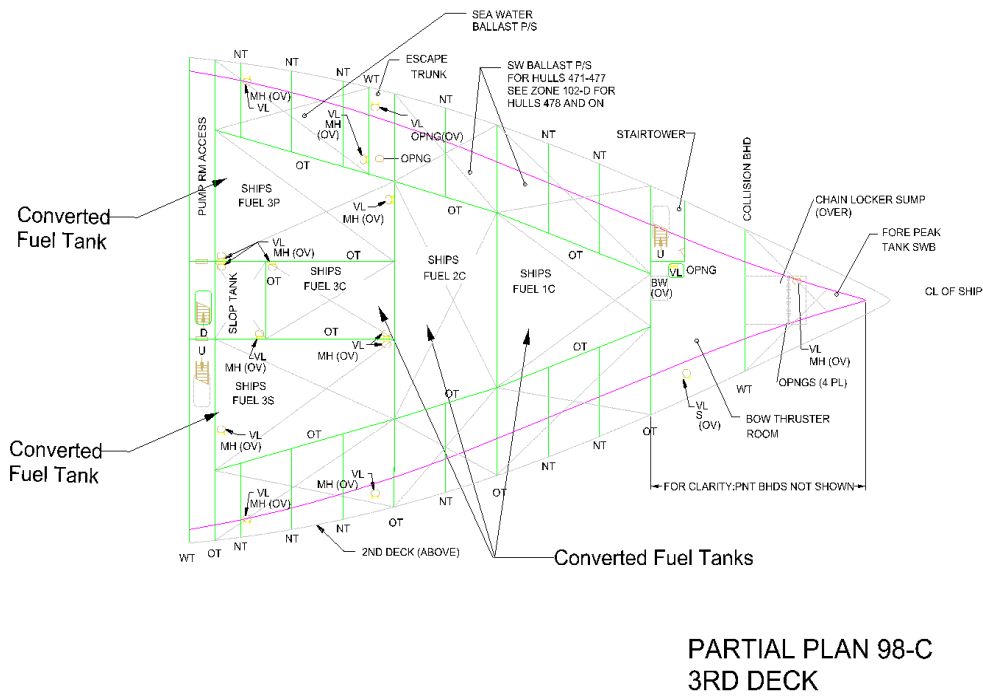 SEA WATER
BALLAST P/S
NT
NT
NT
WT
ESCAPE
TRUNK
SW BALLAST P/S
FOR HULLS 471-477
SEE ZONE 102-D FOR
HULLS 478 AND ON
NT
MH (OV)
VL
VL
MH
(OV)
VL
OPNG(OV)
NT
NT
STAIRTOWER
OPNG
PUMP RM ACCESS
OT
COLLISION BHD
Converted
Fuel Tank
SHIPS
FUEL 3P
VL
MH (OV)
OT
CHAIN LOCKER SUMP
(OVER)
FORE PEAK
TANK SWB
VL
MH (OV)
OT
U
SLOP TANK
OT
SHIPS
FUEL 3C
SHIPS
FUEL 2C
SHIPS
FUEL 1C
VL
OPNG
BW
(OV)
CL OF SHIP
D
U
OT
VL
MH (OV)
VL
MH (OV)
OT
VL
MH (OV)
SHIPS
FUEL 3S
OT
WT
OPNGS (4 PL)
VL
S
(OV)
BOW THRUSTER
ROOM
Converted
Fuel Tank
VL
MH (OV)
OT
OT
NT
NT
VL
MH (OV)
FOR CLARITY;PNT BHDS NOT SHOWN
VL
MH (OV)
NT
WT
OT
NT
NT
NT
OT
2ND DECK (ABOVE)
Converted Fuel Tanks
PARTIAL PLAN 98-C
3RD DECK